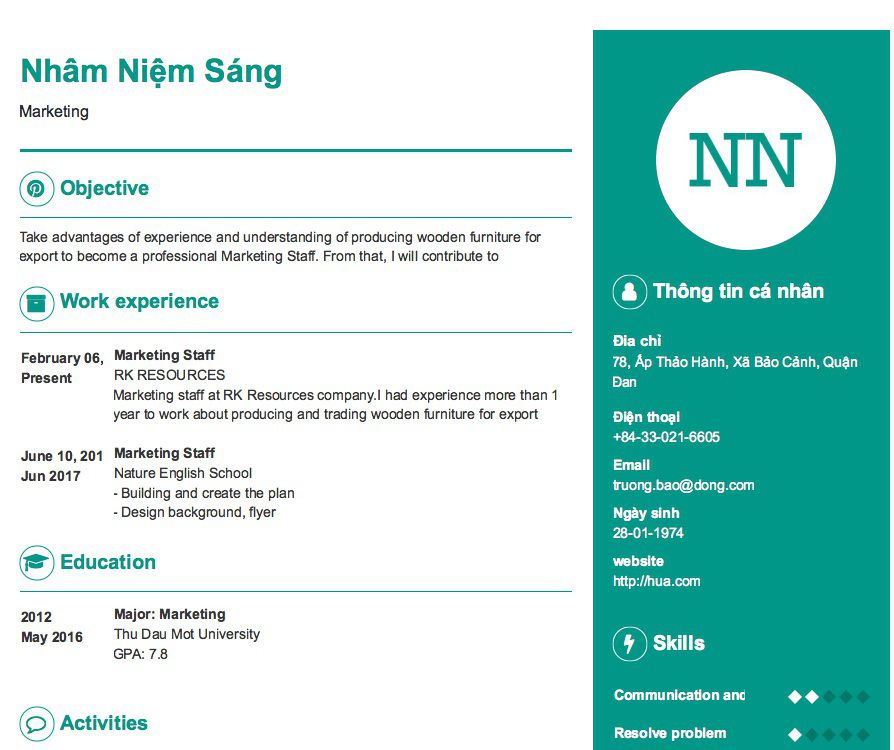 Nhâm Niệm Sáng
Marketing
Objective
Take advantages of experience and understanding of producing wooden furniture for
export to become a professional Marketing Staff. From that, I will contribute to
Work experience
February 06,
Present
Marketing Staff
RK RESOURCES
Marketing staff at RK Resources company.I had experience more than 1
year to work about producing and trading wooden furniture for export
June 10, 201
Jun 2017
Marketing Staff
Nature English School
- Building and create the plan
- Design background, flyer
Education
2012
May 2016
Major: Marketing
Thu Dau Mot University
GPA: 7.8
Activities
NN
Thông tin cá nhân
Địa chỉ
78, Ấp Thảo Hành, Xã Bảo Cảnh, Quận
Đan
Điện thoại
+84-33-021-6605
Email
truong.bao@dong.com
Ngày sinh
28-01-1974
website
http://hua.com
Skills
Communication and
Resolve problem